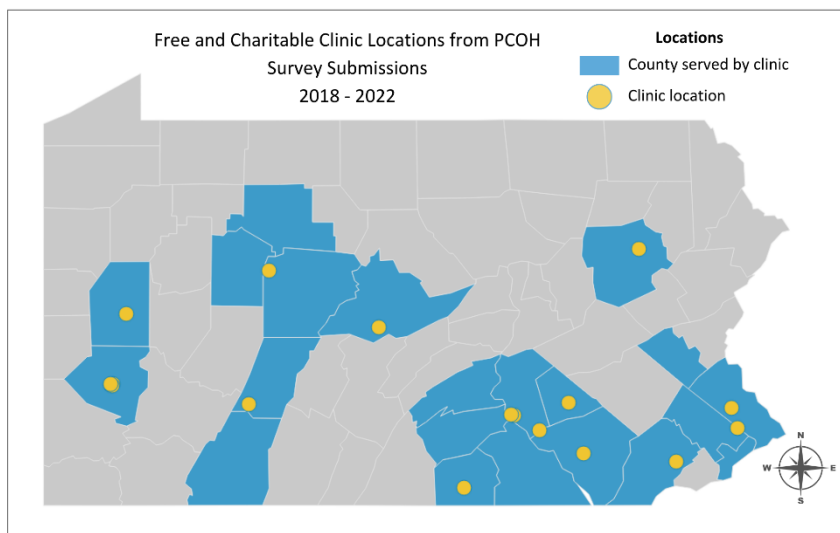 Free and Charitable Clinic Locations from PCOH
Survey Submissions
2018 - 2022
Locations
County served by clinic
Clinic location
N
W E
S